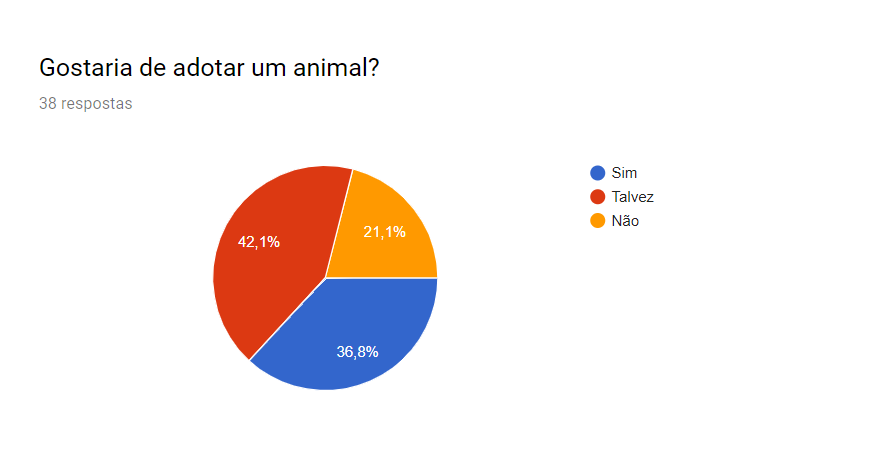 Gostaria de adotar um animal?
38 respostas
Sim
Talvez
Não
42,1%
21,1%
36,8%